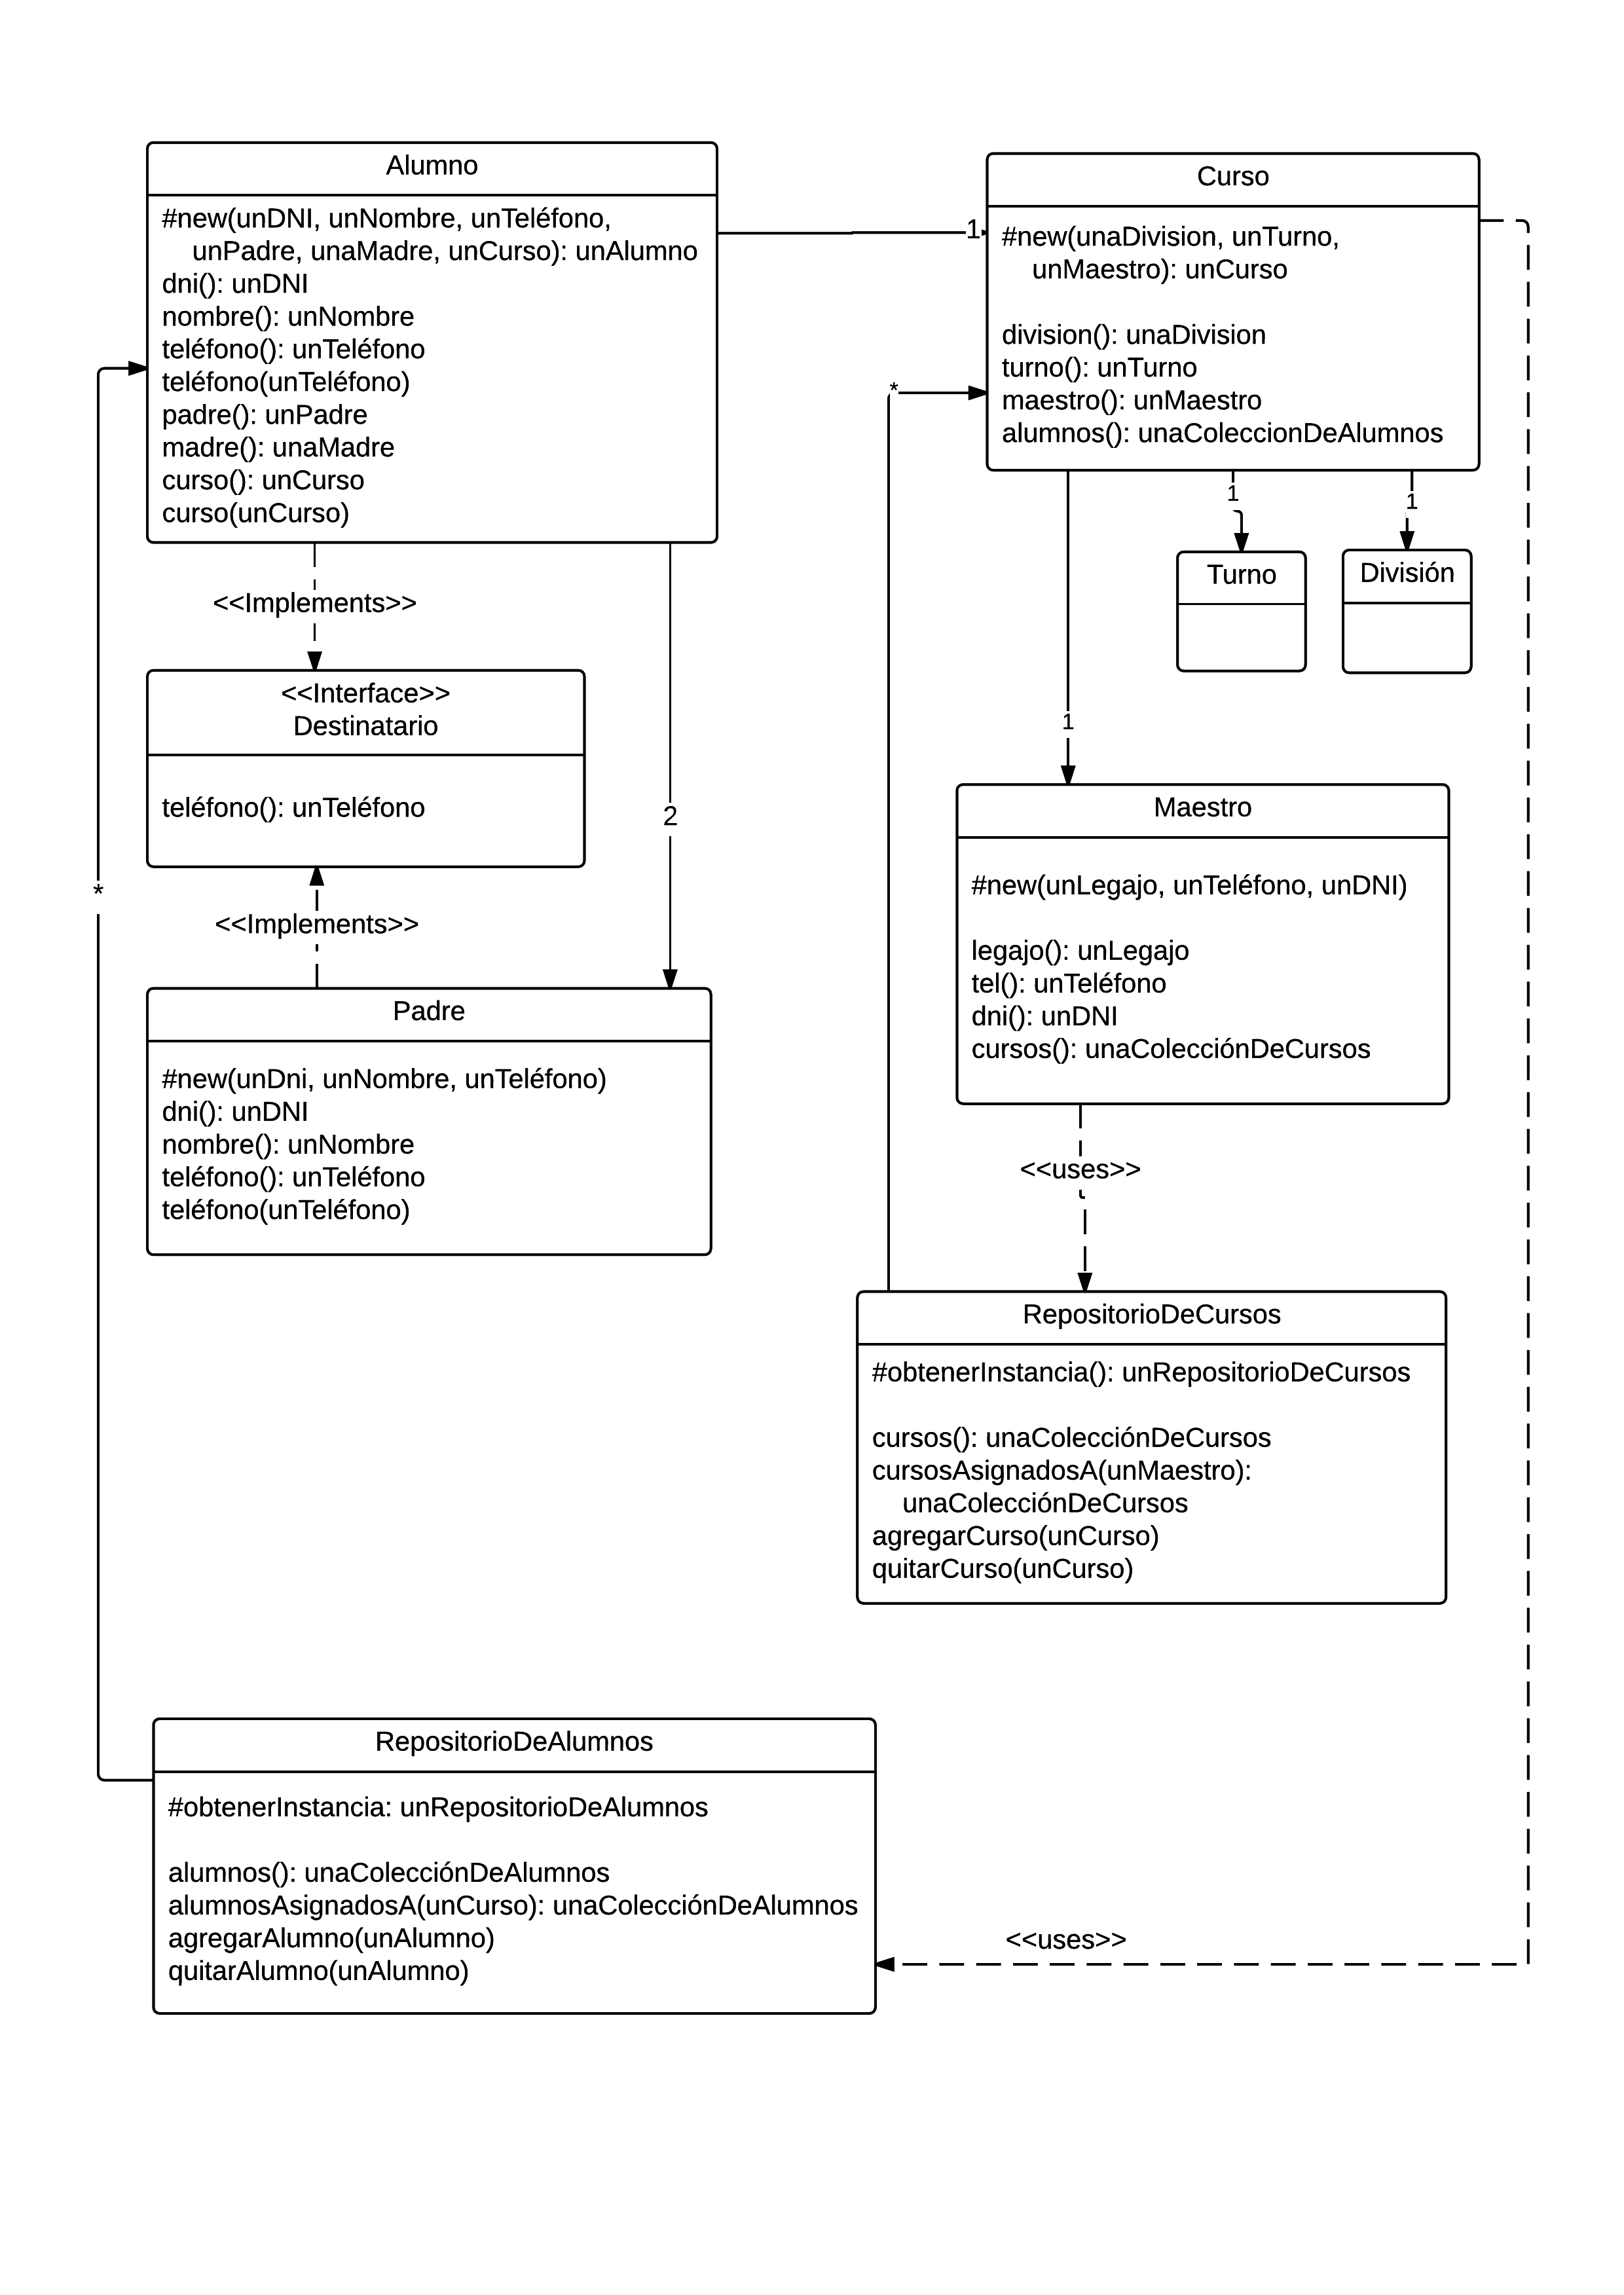 Alumno
#new(unDNI, unNombre, unTeléfono,
unPadre, unaMadre, unCurso): unAlumno
dni(): unDNI
nombre(): unNombre
teléfono(): unTeléfono
teléfono(unTeléfono)
padre(): unPadre
madre(): unaMadre
curso(): unCurso
curso(unCurso)
1
Curso
#new(unaDivision, unTurno,
unMaestro): unCurso
division(): unaDivision
turno(): unTurno
maestro(): unMaestro
alumnos(): unaColeccionDeAlumnos
*
1
1
Turno
División
<<Implements>>
<<Interface>>
Destinatario
teléfono(): unTeléfono
2
1
*
<<Implements>>
Maestro
#new(unLegajo, unTeléfono, unDNI)
legajo(): unLegajo
tel(): unTeléfono
dni(): unDNI
cursos(): unaColecciónDeCursos
Padre
#new(unDni, unNombre, unTeléfono)
dni(): unDNI
nombre(): unNombre
teléfono(): unTeléfono
teléfono(unTeléfono)
<<uses>>
RepositorioDeCursos
#obtenerInstancia(): unRepositorioDeCursos
cursos(): unaColecciónDeCursos
cursosAsignadosA(unMaestro):
unaColecciónDeCursos
agregarCurso(unCurso)
quitarCurso(unCurso)
RepositorioDeAlumnos
#obtenerInstancia: unRepositorioDeAlumnos
alumnos(): unaColecciónDeAlumnos
alumnosAsignadosA(unCurso): unaColecciónDeAlumnos
agregarAlumno(unAlumno)
quitarAlumno(unAlumno)
<<uses>>